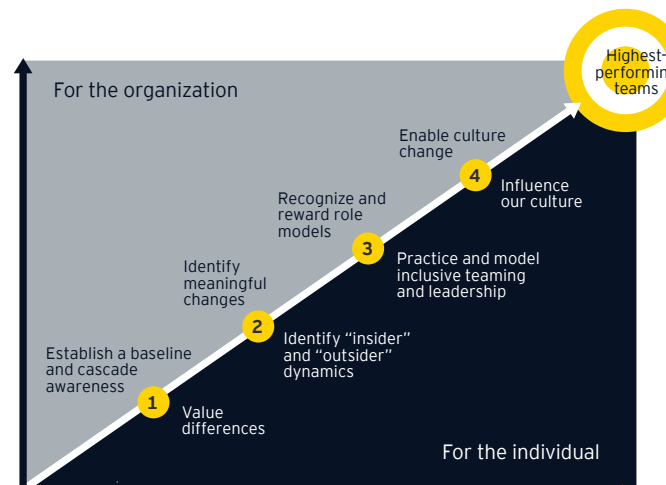 Highest-
performin
teams
For the organization
Enable culture
change
4
Influence
our culture
Recognize and
reward role
models
3
Practice and model
inclusive teaming
and leadership
Identify
meaningful
changes
2
Identify “insider”
and “outsider”
dynamics
Establish a baseline
and cascade
awareness
1
Value
differences
For the individual